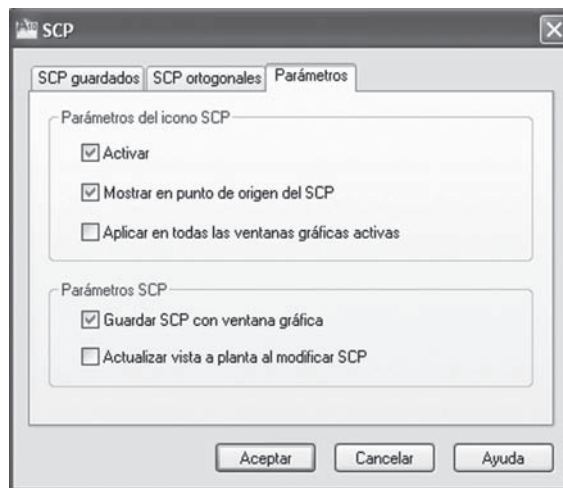 SCP
SCP guardados SCP ortogonales Parámetros
Parámetros del icono SCP
Activar
Mostrar en punto de origen del SCP
Aplicar en todas las ventanas gráficas activas
Parámetros SCP
Guardar SCP con ventana gráfica
Actualizar vista a planta al modificar SCP
Aceptar Cancelar Ayuda